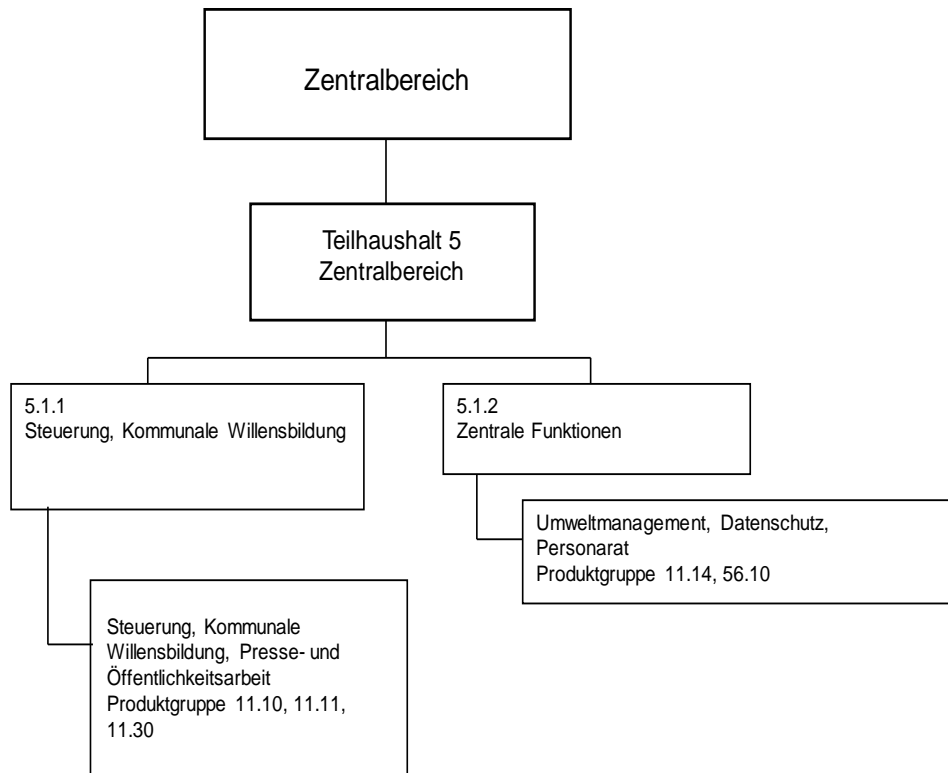 Zentralbereich
Teilhaushalt 5
Zentralbereich
5.1.1
Steuerung, Kommunale Willensbildung
5.1.2
Zentrale Funktionen
Umweltmanagement, Datenschutz,
Personarat
Produktgruppe 11.14, 56.10
Steuerung, Kommunale
Willensbildung, Presse- und
Öffentlichkeitsarbeit
Produktgruppe 11.10, 11.11,
11.30